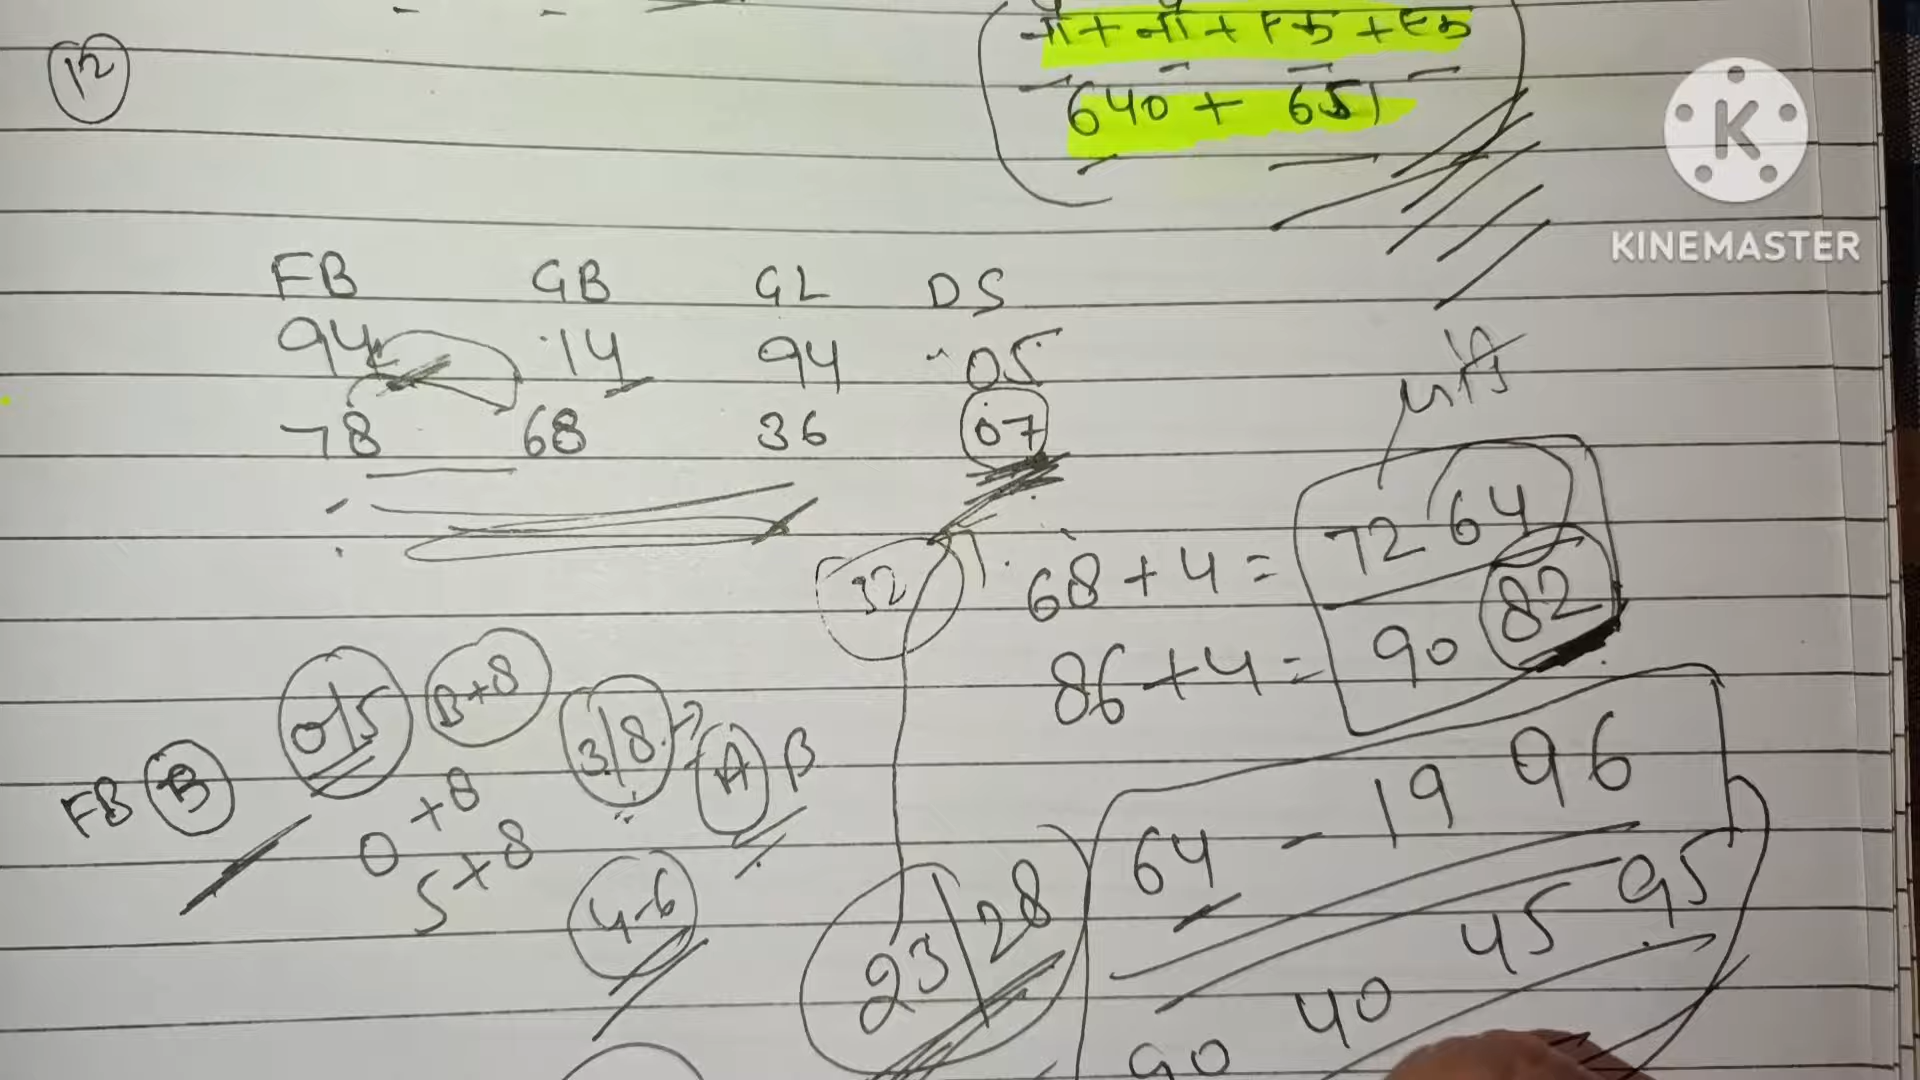 12
गा + गा + FB + FB
640 + 651
KINEMASTER
FB GB GL DS
94 14 94 05
78 68 36 07
32
68+4= 72 64
86+4= 90 82
FB B 0/5 B+8 3/8 → A B
0 +8
5+8
4-6
23 28
64 - 19 96
90 40 45 95